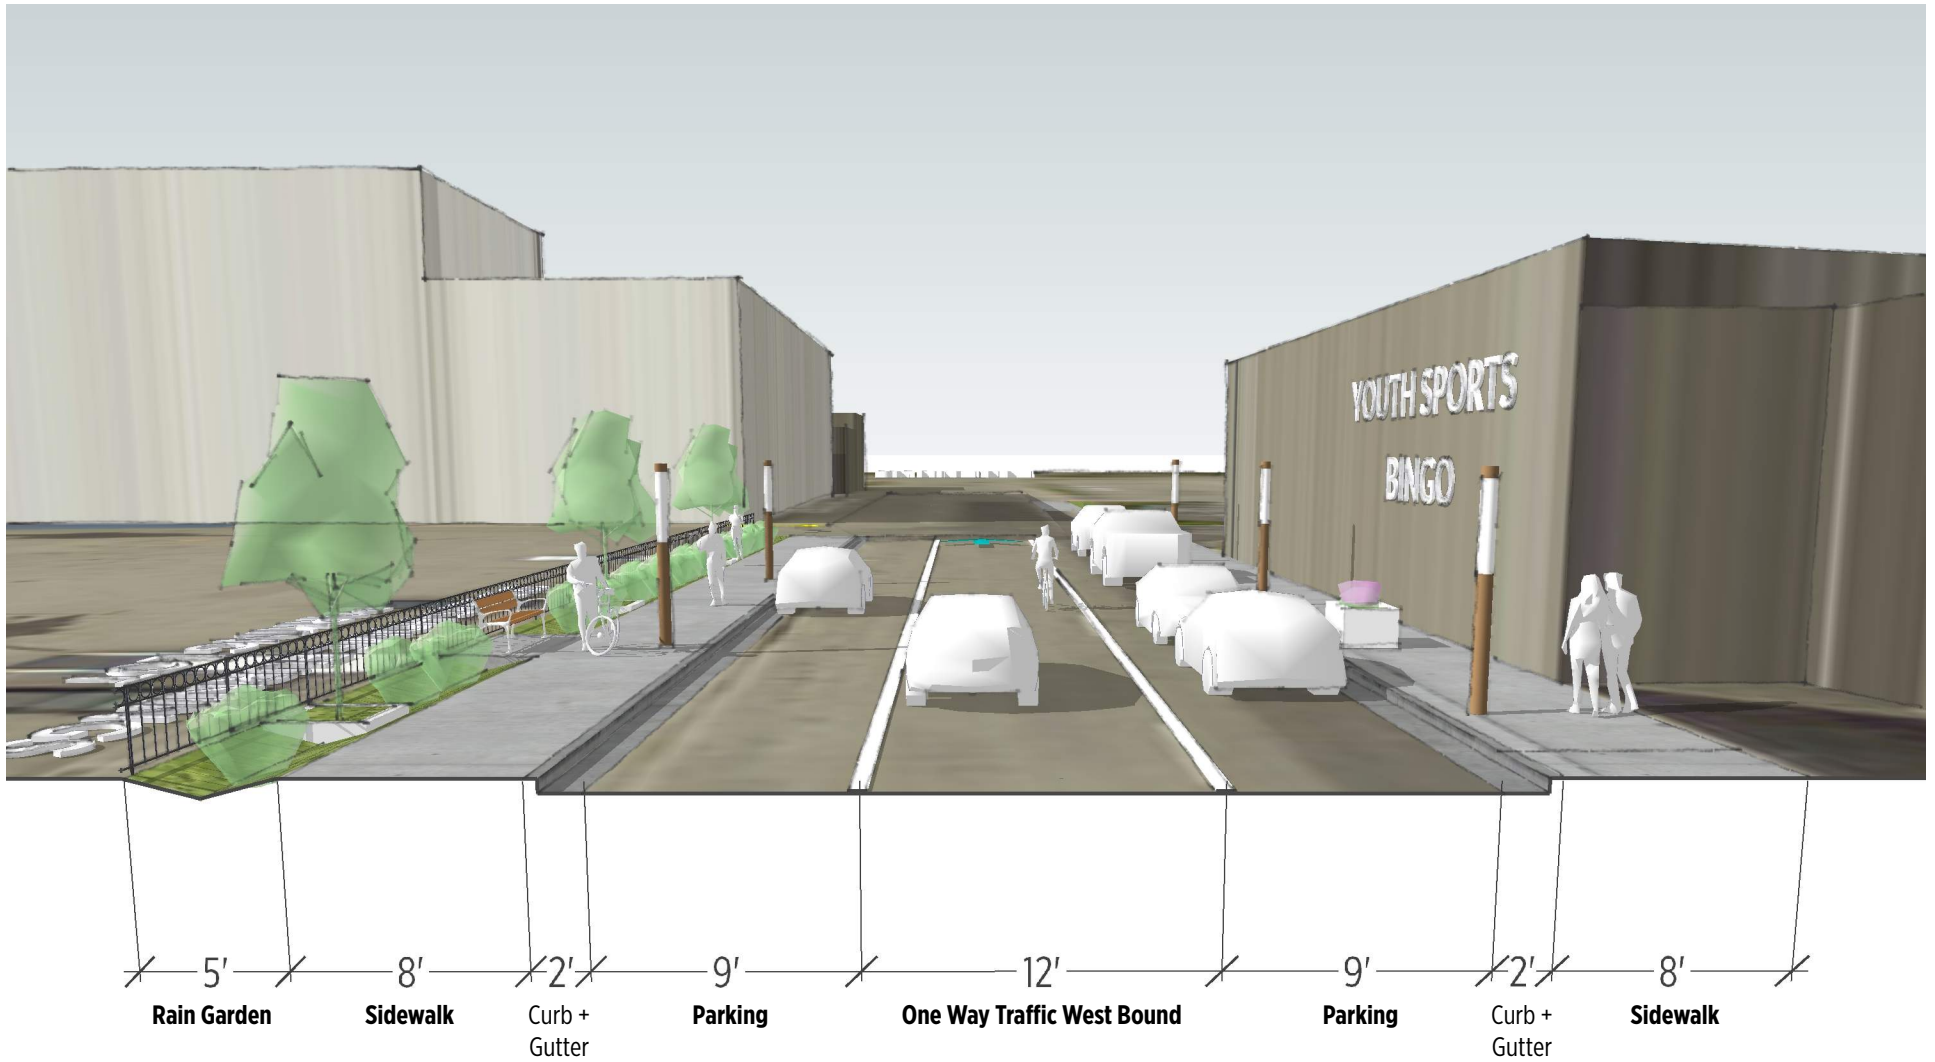 YOUTH SPORTS
BINGO
5' 8' 2' 9' 12' 9' 2' 8'
Rain Garden Sidewalk Curb + Parking One Way Traffic West Bound Parking Curb + Sidewalk
Gutter Gutter